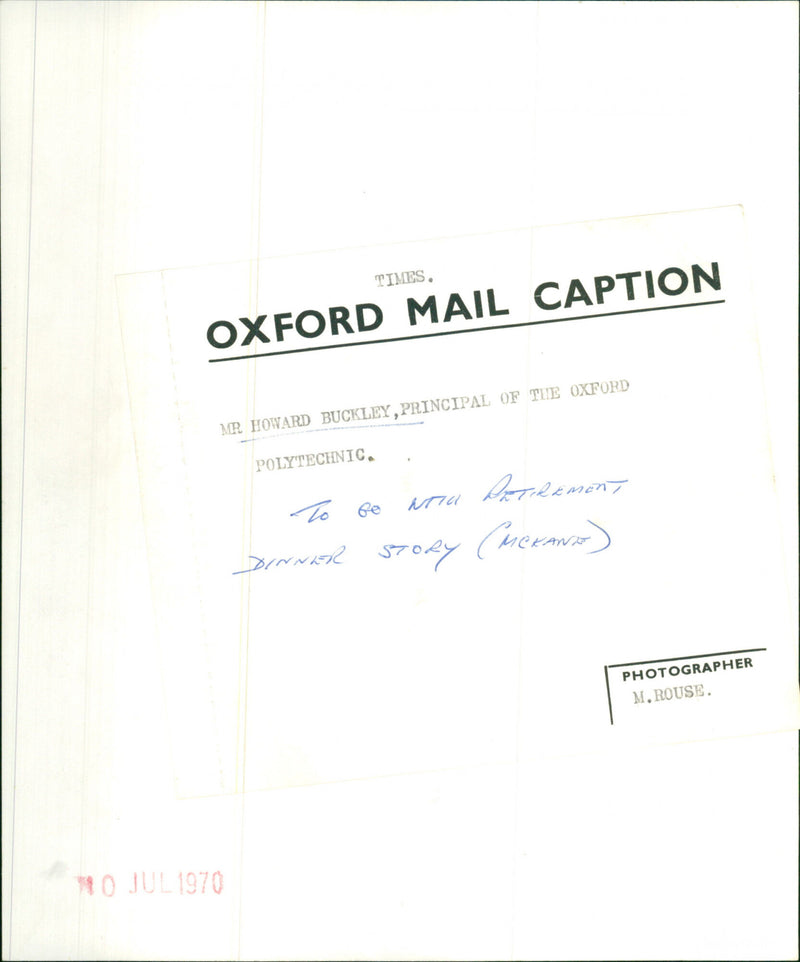 TIMES.
OXFORD MAIL CAPTION
MR HOWARD BUCKLEY, PRINCIPAL OF THE OXFORD
POLYTECHNIC.
TO GO WITH RETIREMENT
DINNER STORY (MCKANE)
PHOTOGRAPHER
M.ROUSE.
10 JUL 1970